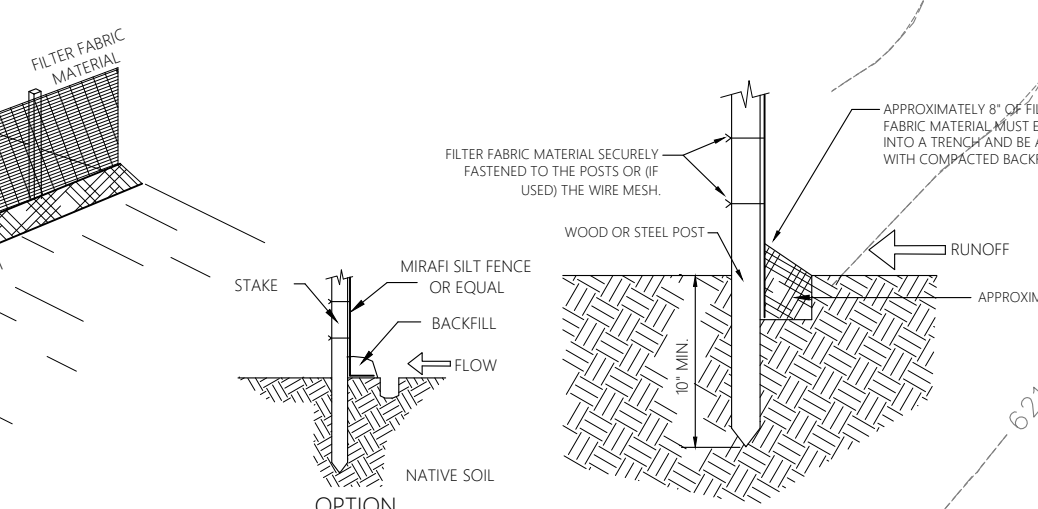 FILTER FABRIC
MATERIAL
FILTER FABRIC MATERIAL SECURELY
FASTENED TO THE POSTS OR (IF
USED) THE WIRE MESH.
WOOD OR STEEL POST
APPROXIMATELY 8" OF
FABRIC MATERIAL MUST
INTO A TRENCH AND BE
WITH COMPACTED
RUNOFF
10" MIN.
STAKE
MIRAFI SILT FENCE
OR EQUAL
BACKFILL
FLOW
NATIVE SOIL
OPTION